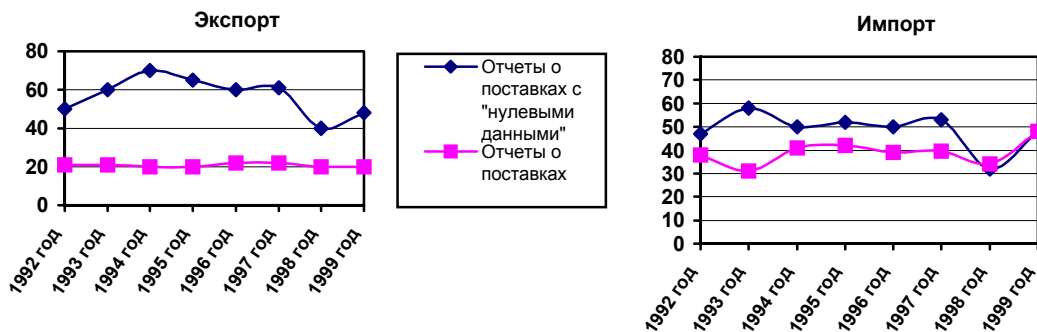 Экспорт
80
60
40
20
0
1992 год
1993 год
1994 год
1995 год
1996 год
1997 год
1998 год
1999 год
Отчеты о
поставках с
"нулевыми
данными"
Отчеты о
поставках
Импорт
80
70
60
50
40
30
20
10
0
1992 год
1993 год
1994 год
1995 год
1996 год
1997 год
1998 год
1999 год